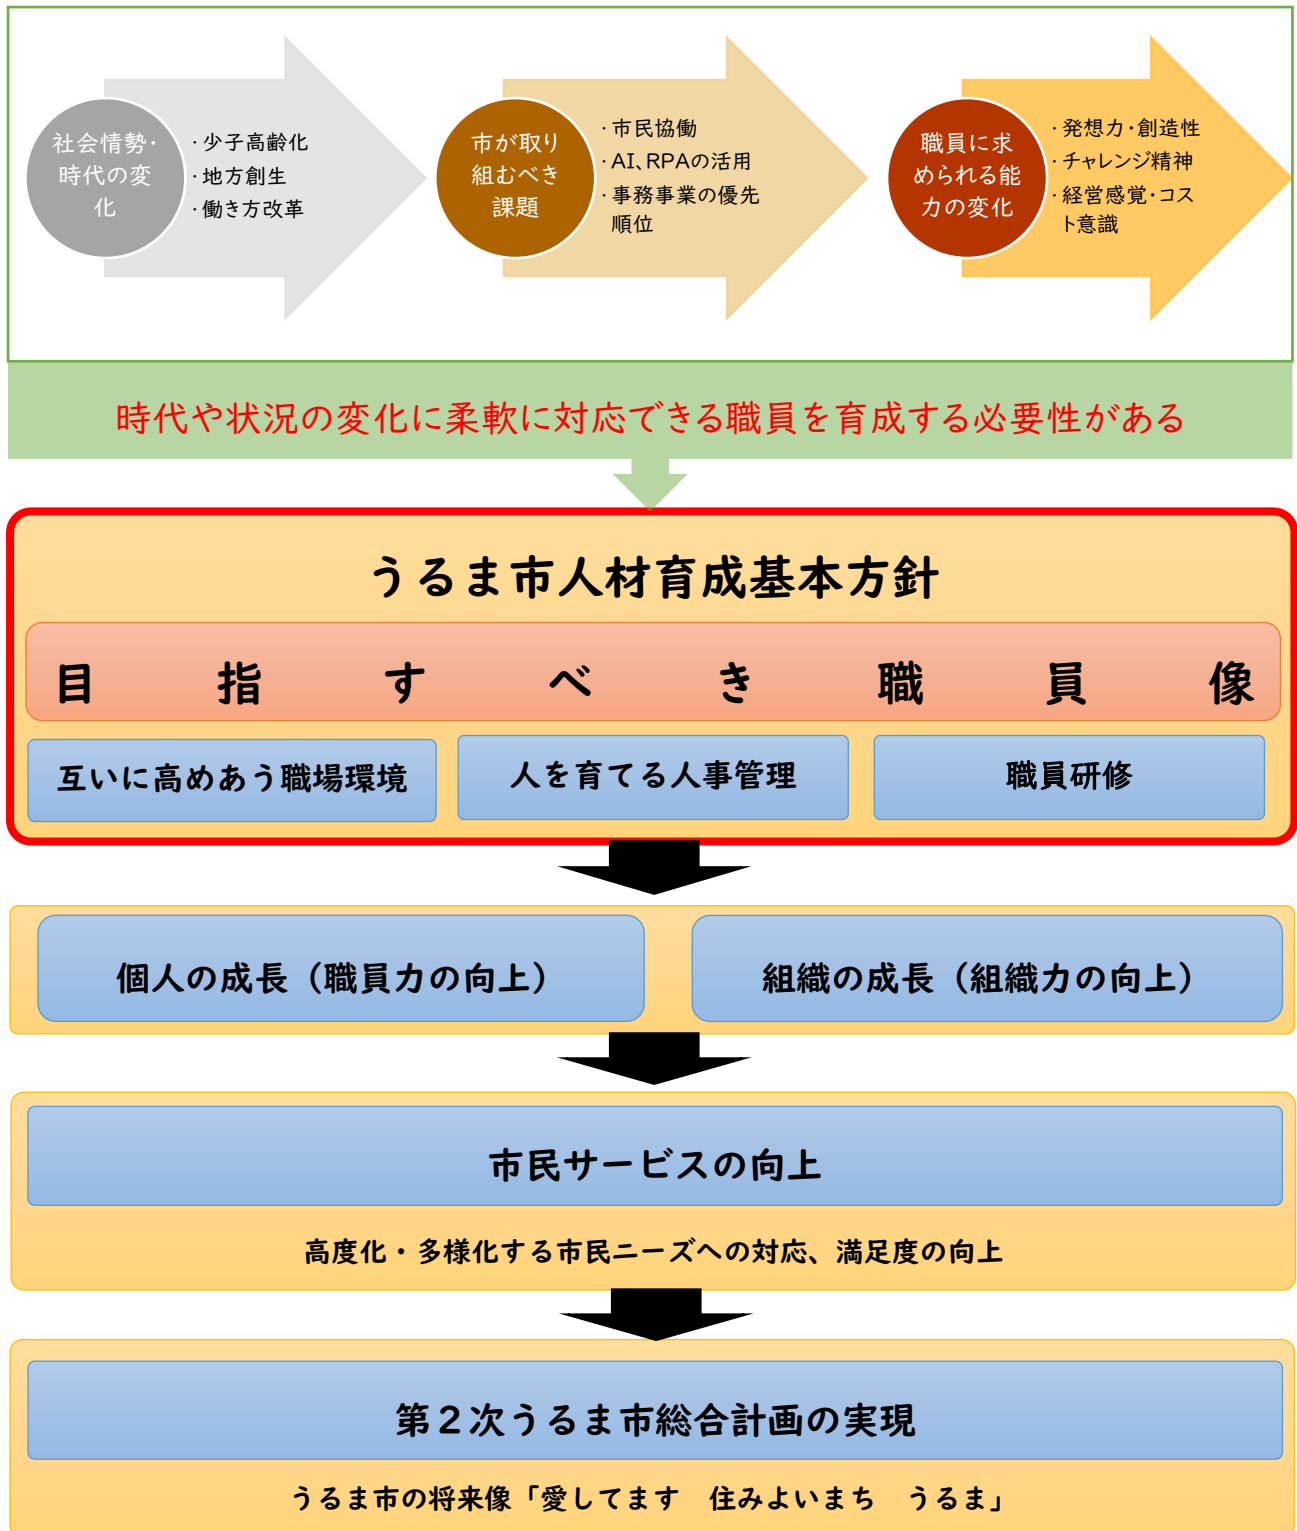 社会情勢・
時代の変
化
・少子高齢化
・地方創生
・働き方改革
市が取り
組むべき
課題
・市民協働
・AI、RPAの活用
・事務事業の優先
順位
職員に求
められる能
力の変化
・発想力・創造性
・チャレンジ精神
・経営感覚・コス
ト意識
時代や状況の変化に柔軟に対応できる職員を育成する必要性がある
うるま市人材育成基本方針
目指すべき職員像
互いに高めあう職場環境
人を育てる人事管理
職員研修
個人の成長（職員力の向上）
組織の成長（組織力の向上）
市民サービスの向上
高度化・多様化する市民ニーズへの対応、満足度の向上
第２次うるま市総合計画の実現
うるま市の将来像「愛してます　住みよいまち　うるま」